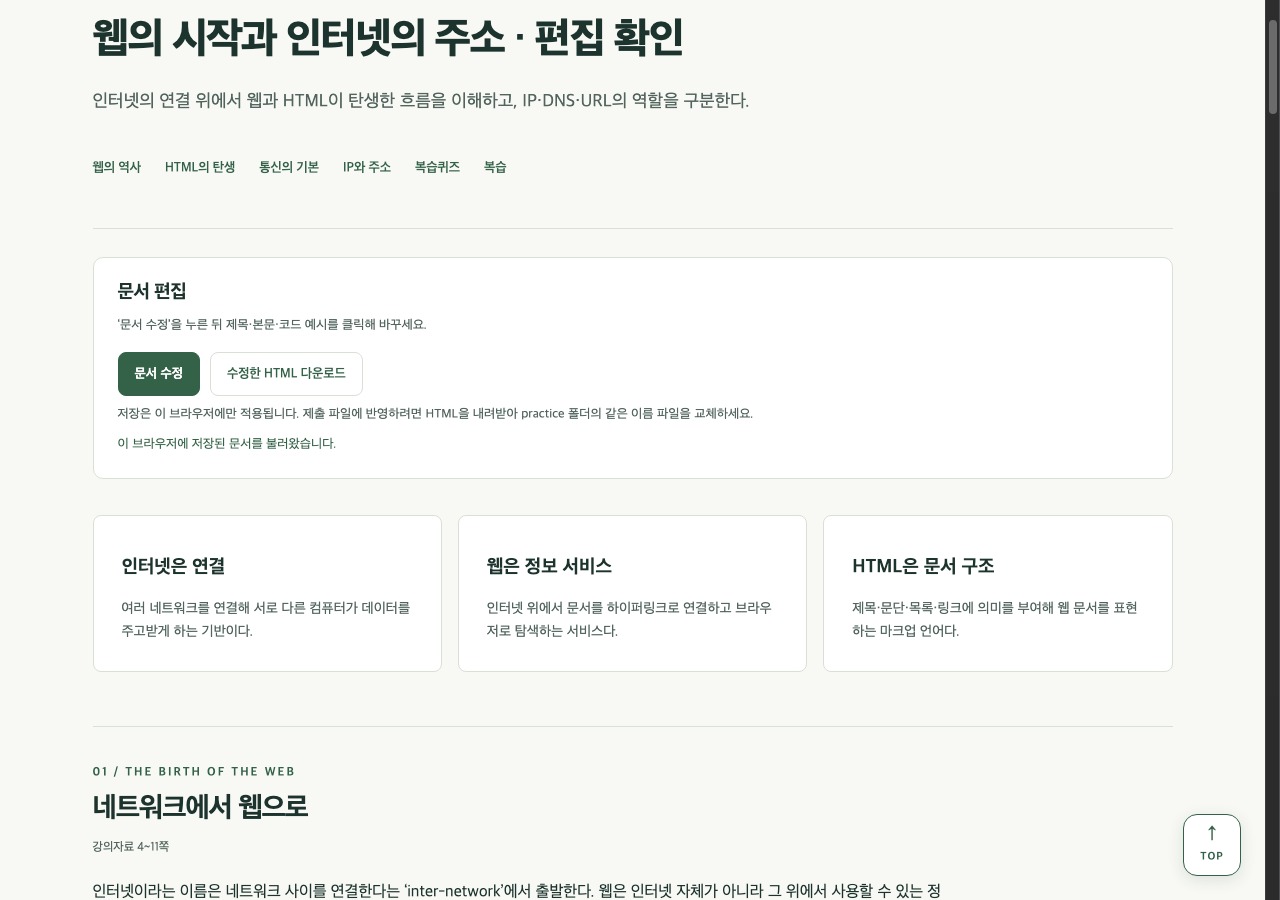 웹의 시작과 인터넷의 주소 · 편집 확인
인터넷의 연결 위에서 웹과 HTML이 탄생한 흐름을 이해하고, IP·DNS·URL의 역할을 구분한다.
웹의 역사 HTML의 탄생 통신의 기본 IP와 주소 복습퀴즈 복습
문서 편집
‘문서 수정’을 누른 뒤 제목·본문·코드 예시를 클릭해 바꾸세요.
문서 수정 수정한 HTML 다운로드
저장은 이 브라우저에만 적용됩니다. 제출 파일에 반영하려면 HTML을 내려받아 practice 폴더의 같은 이름 파일을 교체하세요.
이 브라우저에 저장된 문서를 불러왔습니다.
인터넷은 연결
여러 네트워크를 연결해 서로 다른 컴퓨터가 데이터를
주고받게 하는 기반이다.
웹은 정보 서비스
인터넷 위에서 문서를 하이퍼링크로 연결하고 브라우
저로 탐색하는 서비스다.
HTML은 문서 구조
제목·문단·목록·링크에 의미를 부여해 웹 문서를 표현
하는 마크업 언어다.
01 / THE BIRTH OF THE WEB
네트워크에서 웹으로
강의자료 4~11쪽
인터넷이라는 이름은 네트워크 사이를 연결한다는 ‘inter-network’에서 출발한다. 웹은 인터넷 자체가 아니라 그 위에서 사용할 수 있는 정
↑
TOP